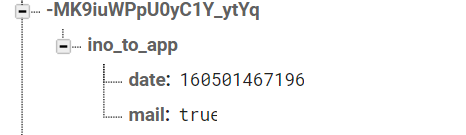 -MK9iuWPpU0yC1Y_ytYq
ino_to_app
date: 160501467196
mail: true